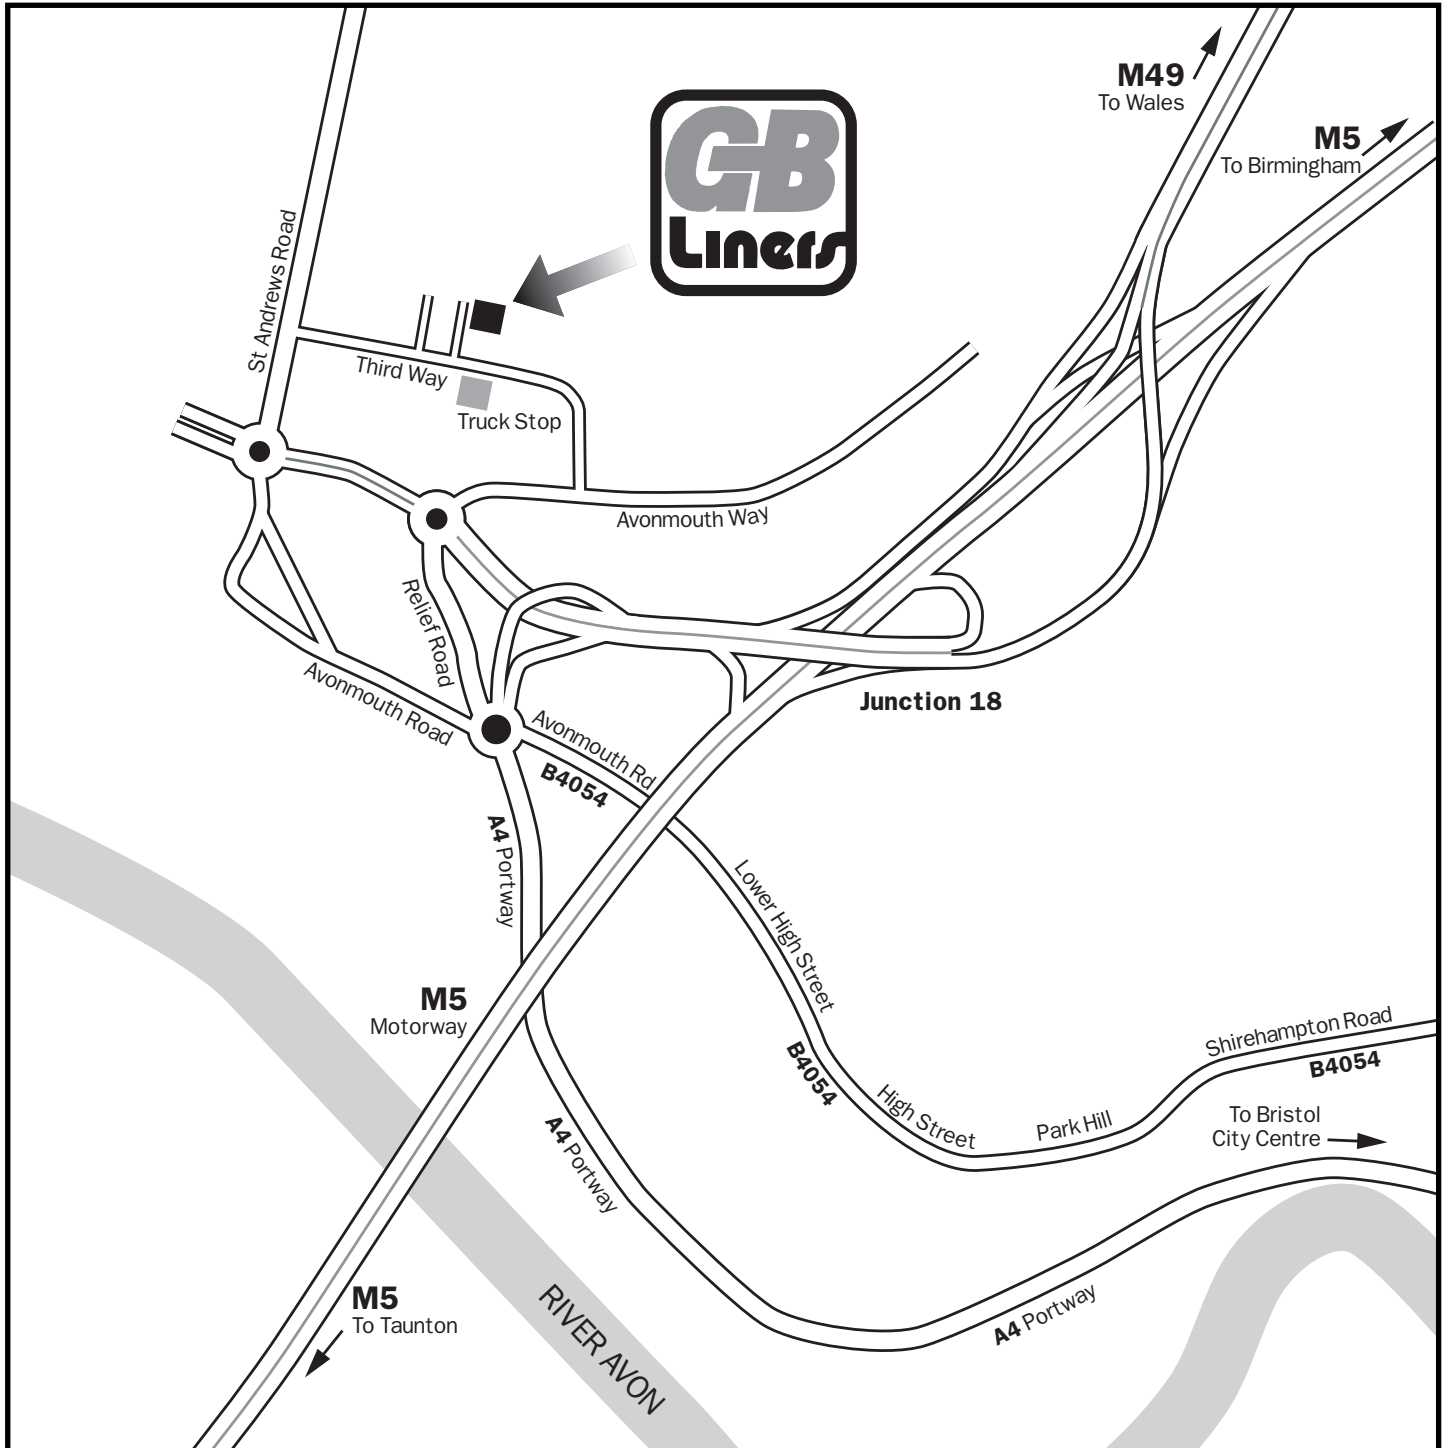 M49
To Wales
M5
To Birmingham
GB
Liners
St Andrews Road
Third Way
Truck Stop
Avonmouth Way
Relief Road
Avonmouth Road
Junction 18
Avonmouth Rd
B4054
A4 Portway
Lower High Street
M5
Motorway
B4054
High Street
Park Hill
Shirehampton Road
B4054
To Bristol
City Centre
A4 Portway
M5
To Taunton
RIVER AVON
A4 Portway